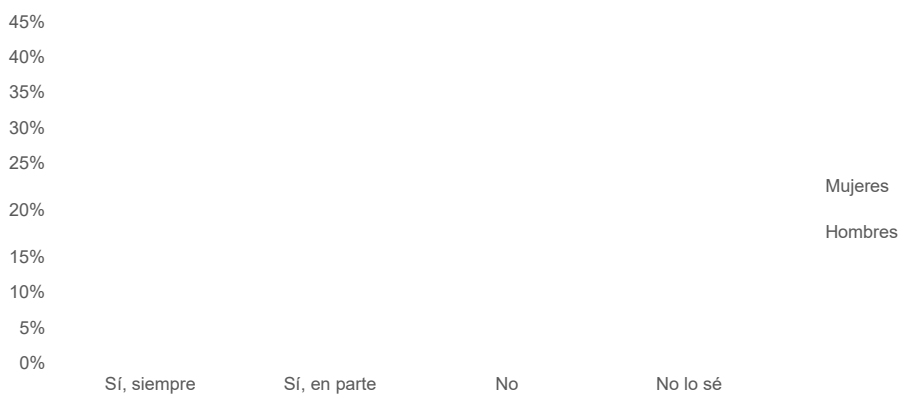 45%
40%
35%
30%
25%
20%
15%
10%
5%
0%
Mujeres
Hombres
Sí, siempre
Sí, en parte
No
No lo sé